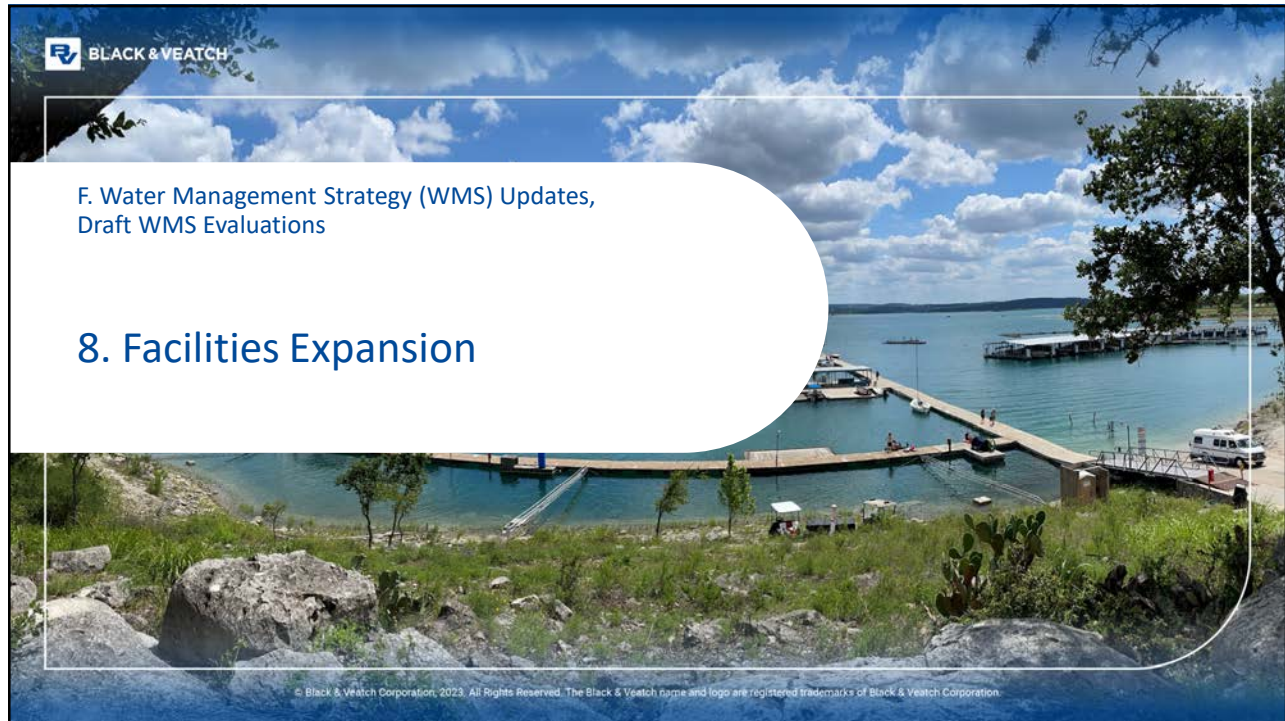 BLACK & VEATCH
F. Water Management Strategy (WMS) Updates,
Draft WMS Evaluations
8. Facilities Expansion
© Black & Veatch Corporation, 2023. All Rights Reserved. The Black & Veatch name and logo are registered trademarks of Black & Veatch Corporation.